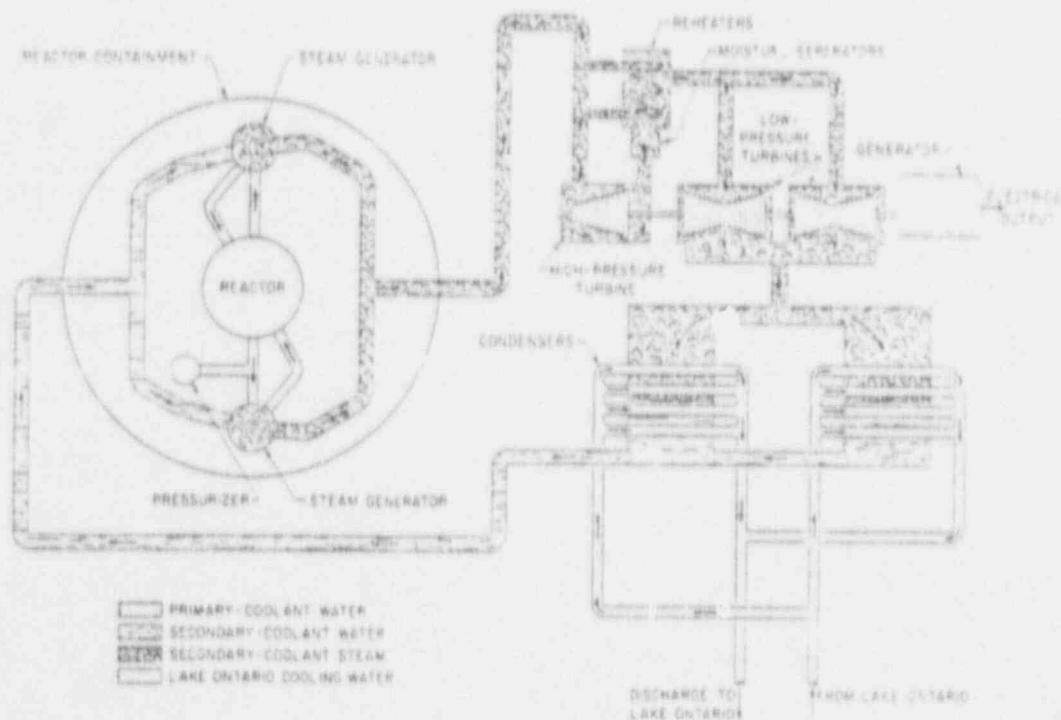 REHEATERS
REACTOR CONTAINMENT
STEAM GENERATOR
LOW-
PRESSURE
TURBINES
GENERATOR
REACTOR
HIGH-PRESSURE
TURBINE
CONDENSERS
PRESSURIZER
STEAM GENERATOR
PRIMARY-COOLANT WATER
SECONDARY-COOLANT WATER
SECONDARY-COOLANT STEAM
LAKE ONTARIO COOLING WATER
DISCHARGE TO
LAKE ONTARIO
FROM LAKE ONTARIO